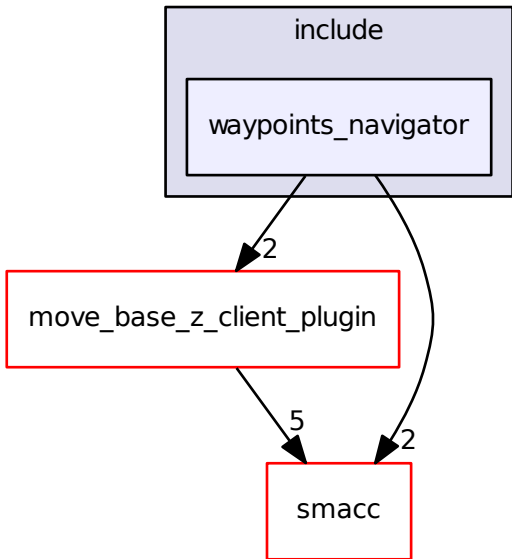 include
waypoints_navigator
2
move_base_z_client_plugin
5
2
smacc